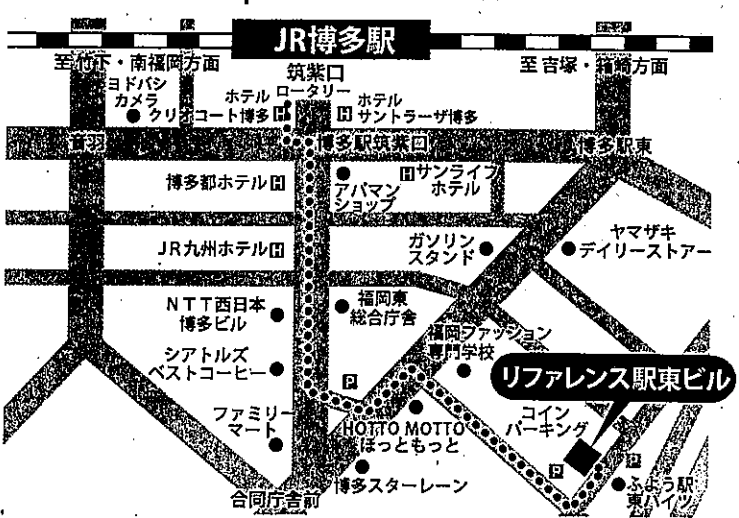 JR博多駅
至竹下・南福岡方面
筑紫口
ロータリー
至吉塚・箱崎方面
ヨドバシ
カメラ
ホテル
クリオコート博多 H
H ホテル
サントラーザ博多
音羽
博多駅筑紫口
博多駅東
博多都ホテル H
アパマン
ショップ
H サンライフ
ホテル
JR九州ホテル H
ガソリン
スタンド
ヤマザキ
デイリーストアー
NTT西日本
博多ビル
福岡東
総合庁舎
福岡ファッション
専門学校
シアトルズ
ベストコーヒー
P
リファレンス駅東ビル
ファミリー
マート
HOTTO MOTTO
ほっともっと
コイン
パーキング
P
P
合同庁舎前
博多スターレーン
ふよう駅
東ハイツ